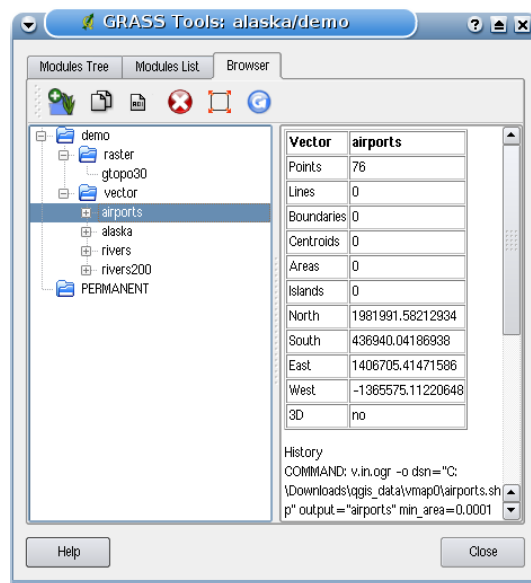 GRASS Tools: alaska/demo
Modules Tree Modules List Browser
demo
raster
gtopo30
vector
airports
alaska
rivers
rivers200
PERMANENT
Vector airports
Points 76
Lines 0
Boundaries 0
Centroids 0
Areas 0
Islands 0
North 1981991.58212934
South 436940.04186938
East 1406705.41471586
West -1365575.11220648
3D no
History
COMMAND: v.in.ogr -o dsn="C:
\Downloads\qgis_data\vmap0\airports.sh
p" output="airports" min_area=0.0001
Help Close